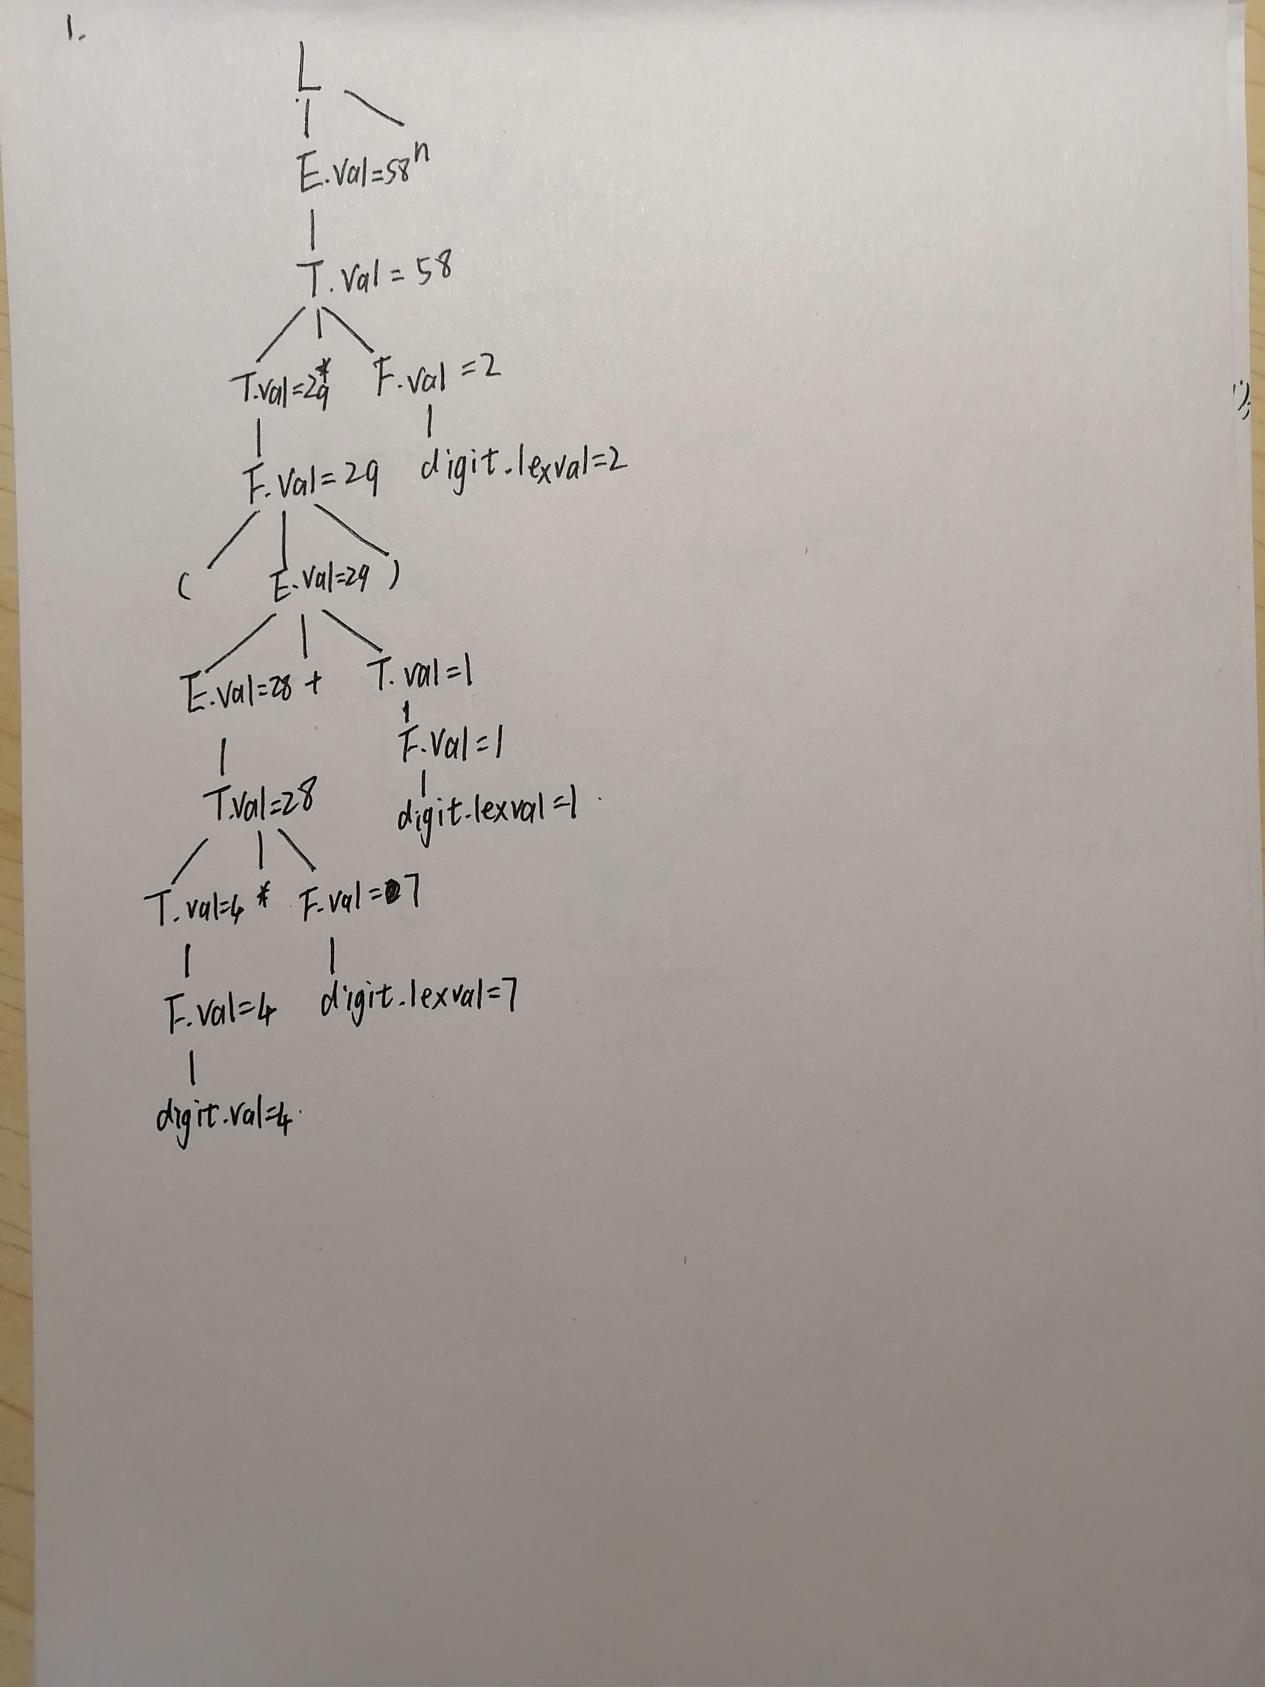 1.
L
E.val=58 n
T.val=58
T.val=29 * F.val=2
F.val=29 digit.lexval=2
( E.val=29 )
E.val=28 + T.val=1
F.val=1
T.val=28 digit.lexval=1
T.val=4 * F.val=7
F.val=4 digit.lexval=7
digit.val=4